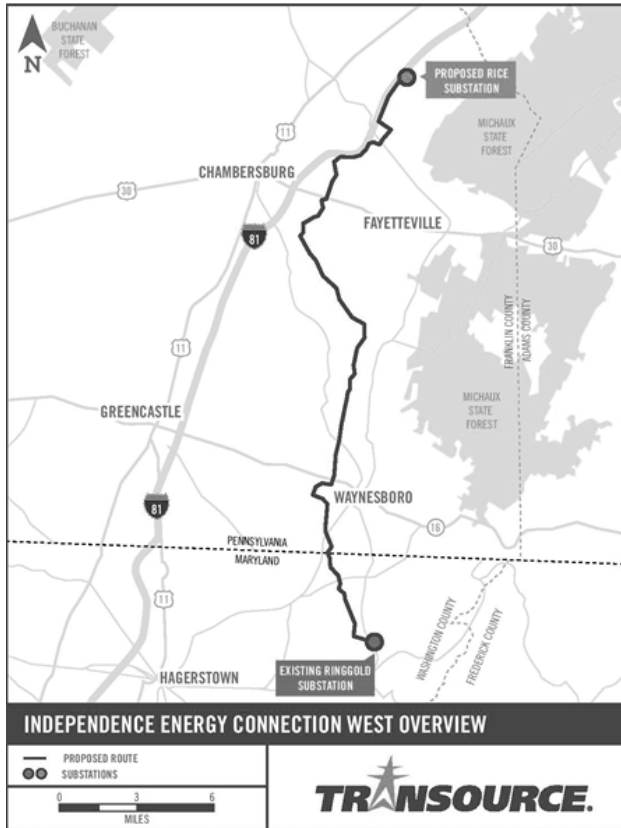 BUCHANAN
STATE
FOREST
N
PROPOSED RICE
SUBSTATION
11
MICHAUX
STATE
FOREST
CHAMBERSBURG
30
FAYETTEVILLE
81
30
FRANKLIN COUNTY
ADAMS COUNTY
11
GREENCASTLE
MICHAUX
STATE
FOREST
WAYNESBORO
81
16
PENNSYLVANIA
MARYLAND
11
WASHINGTON COUNTY
FREDERICK COUNTY
EXISTING RINGGOLD
SUBSTATION
HAGERSTOWN
INDEPENDENCE ENERGY CONNECTION WEST OVERVIEW
PROPOSED ROUTE
SUBSTATIONS
0 3 6
MILES
TRANSOURCE.